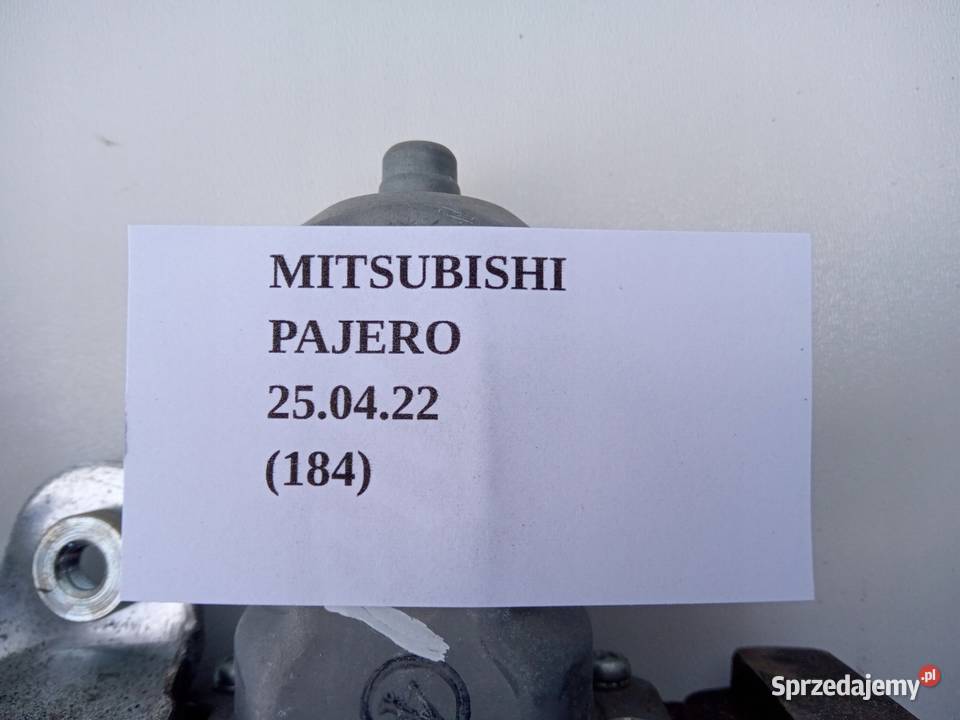 MITSUBISHI
PAJERO
25.04.22
(184)
Sprzedajemy.pl